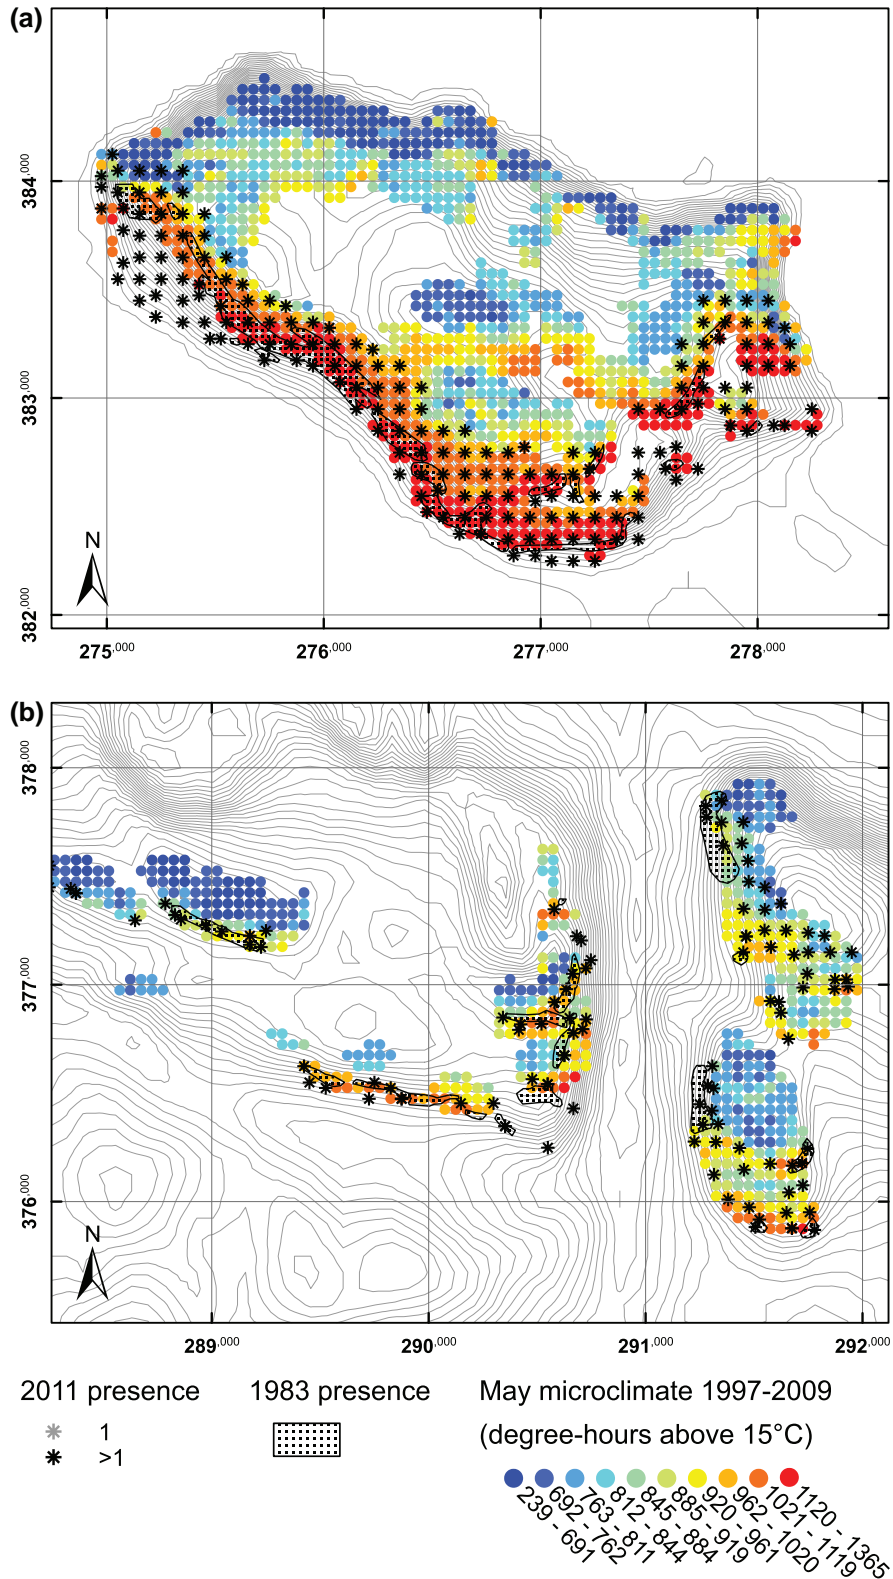 (a)
384,000
383,000
382,000
N
275,000
276,000
277,000
278,000
(b)
378,000
377,000
376,000
N
289,000
290,000
291,000
292,000
2011 presence
1
>1
1983 presence
May microclimate 1997-2009
(degree-hours above 15°C)
239 - 691
692 - 762
763 - 811
812 - 844
845 - 884
885 - 919
920 - 961
962 - 1020
1021 - 1119
1120 - 1365